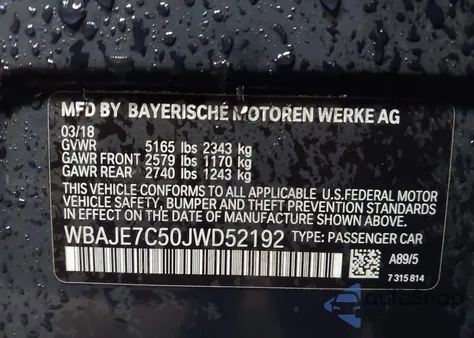 MFD BY BAYERISCHE MOTOREN WERKE AG
03/18
GVWR 5165 lbs 2343 kg
GAWR FRONT 2579 lbs 1170 kg
GAWR REAR 2740 lbs 1243 kg
THIS VEHICLE CONFORMS TO ALL APPLICABLE U.S.FEDERAL MOTOR
VEHICLE SAFETY, BUMPER AND THEFT PREVENTION STANDARDS
IN EFFECT ON THE DATE OF MANUFACTURE SHOWN ABOVE.
WBAJE7C50JWD52192 TYPE: PASSENGER CAR
A89/5
7 315 814
AutoSnap